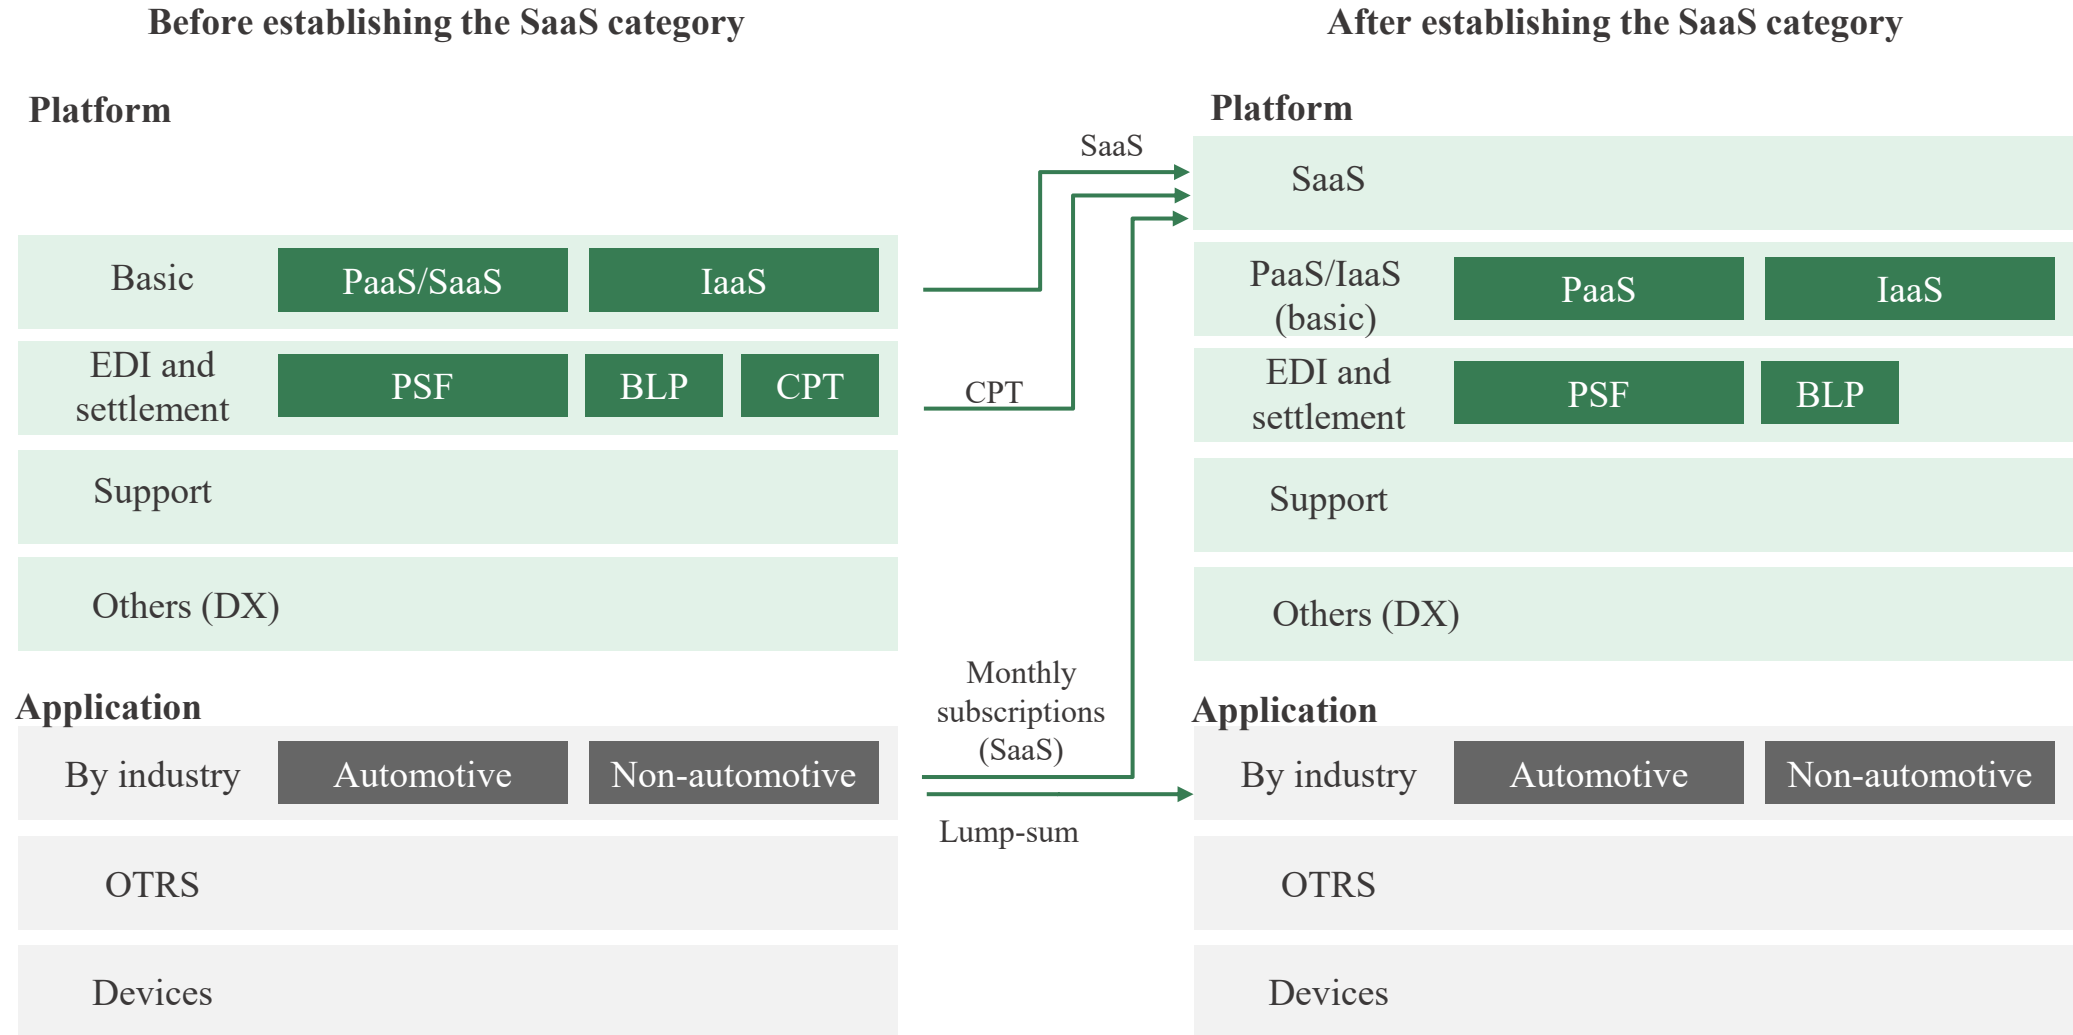 Before establishing the SaaS category
Platform
Basic
PaaS/SaaS
IaaS
EDI and
settlement
PSF
BLP
CPT
Support
Others (DX)
Application
By industry
Automotive
Non-automotive
OTRS
Devices
SaaS
CPT
Monthly
subscriptions
(SaaS)
Lump-sum
After establishing the SaaS category
Platform
SaaS
PaaS/IaaS
(basic)
PaaS
IaaS
EDI and
settlement
PSF
BLP
Support
Others (DX)
Application
By industry
Automotive
Non-automotive
OTRS
Devices